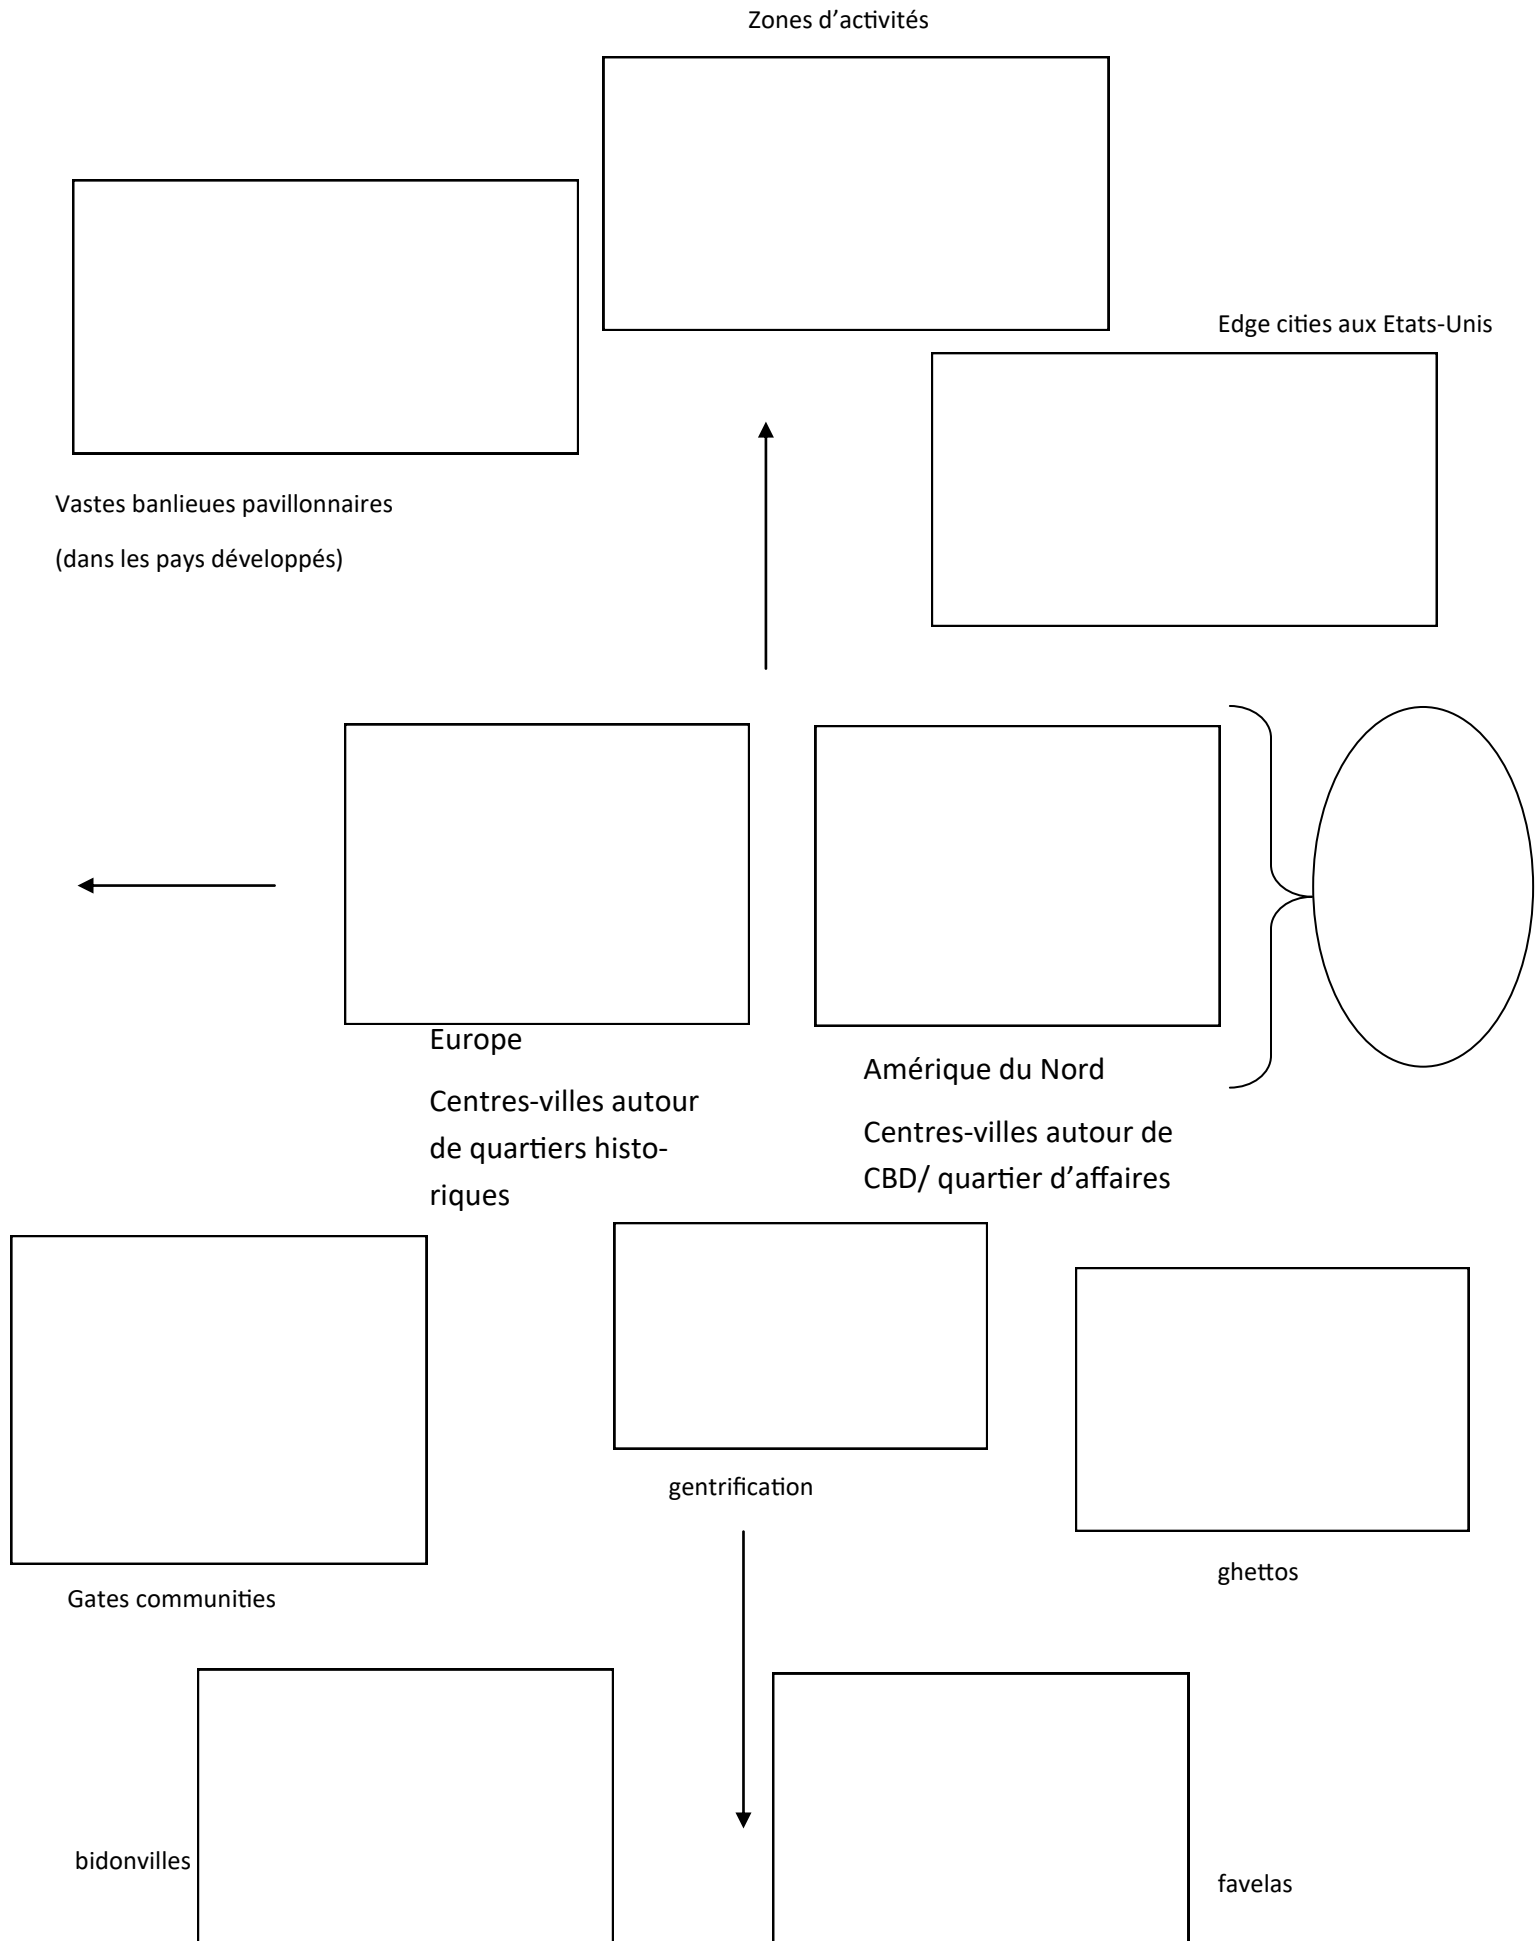 Zones d’activités
Edge cities aux Etats-Unis
Vastes banlieues pavillonnaires
(dans les pays développés)
Europe
Centres-villes autour
de quartiers histo-
riques
Amérique du Nord
Centres-villes autour de
CBD/ quartier d’affaires
gentrification
ghettos
Gates communities
bidonvilles
favelas